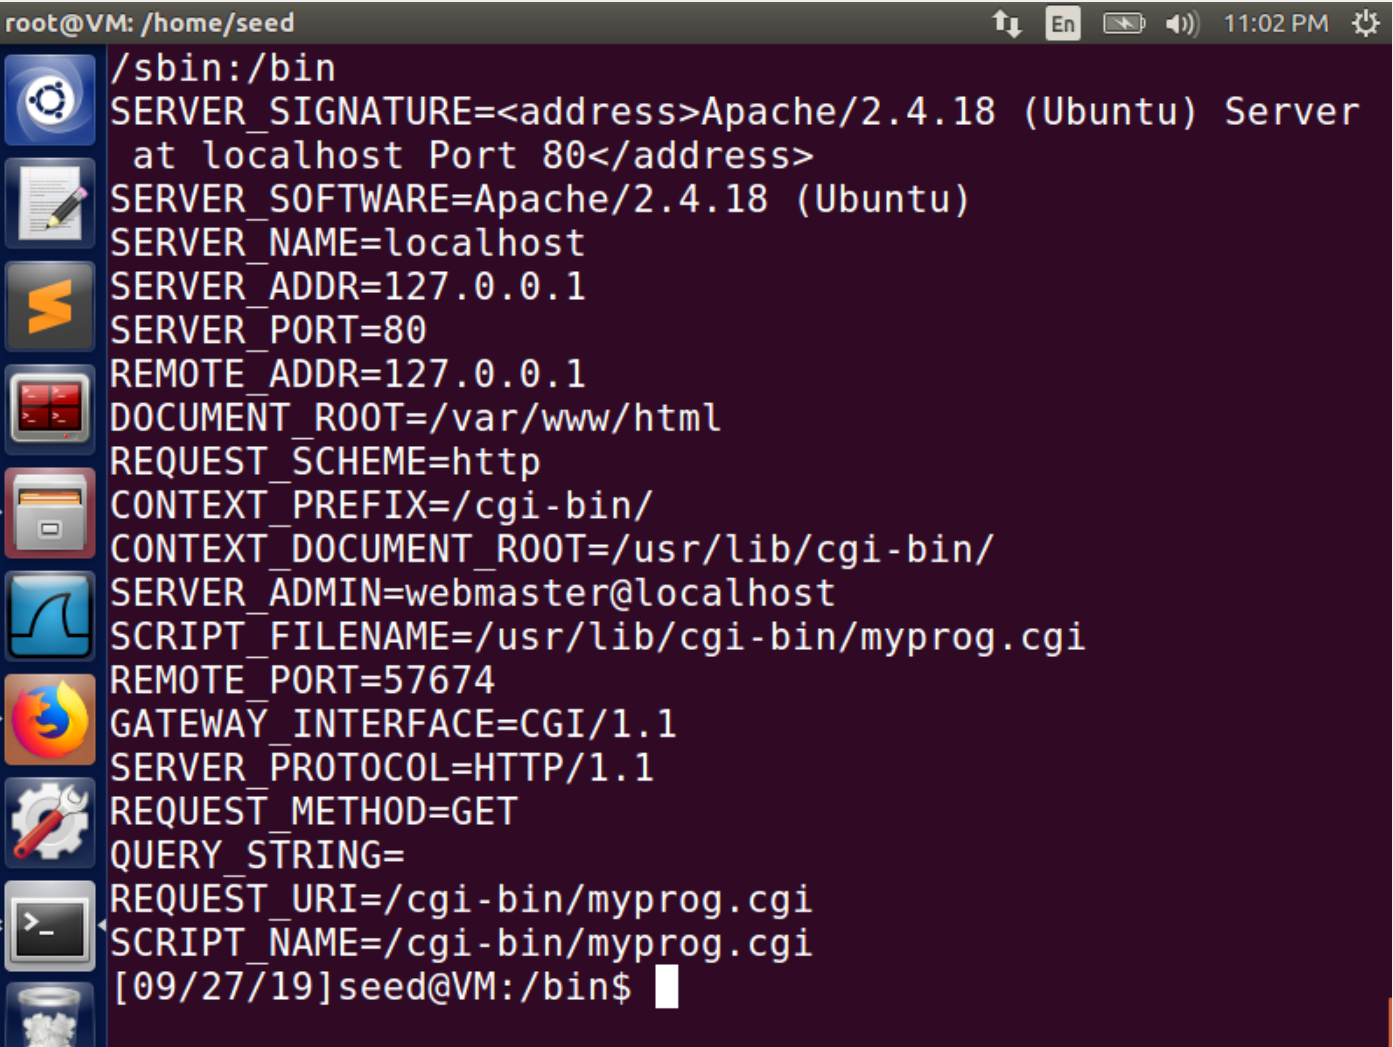 root@VM: /home/seed
En
11:02 PM
/sbin:/bin
SERVER_SIGNATURE=<address>Apache/2.4.18 (Ubuntu) Server
at localhost Port 80</address>
SERVER_SOFTWARE=Apache/2.4.18 (Ubuntu)
SERVER_NAME=localhost
SERVER_ADDR=127.0.0.1
SERVER_PORT=80
REMOTE_ADDR=127.0.0.1
DOCUMENT_ROOT=/var/www/html
REQUEST_SCHEME=http
CONTEXT_PREFIX=/cgi-bin/
CONTEXT_DOCUMENT_ROOT=/usr/lib/cgi-bin/
SERVER_ADMIN=webmaster@localhost
SCRIPT_FILENAME=/usr/lib/cgi-bin/myprog.cgi
REMOTE_PORT=57674
GATEWAY_INTERFACE=CGI/1.1
SERVER_PROTOCOL=HTTP/1.1
REQUEST_METHOD=GET
QUERY_STRING=
REQUEST_URI=/cgi-bin/myprog.cgi
SCRIPT_NAME=/cgi-bin/myprog.cgi
[09/27/19]seed@VM:/bin$